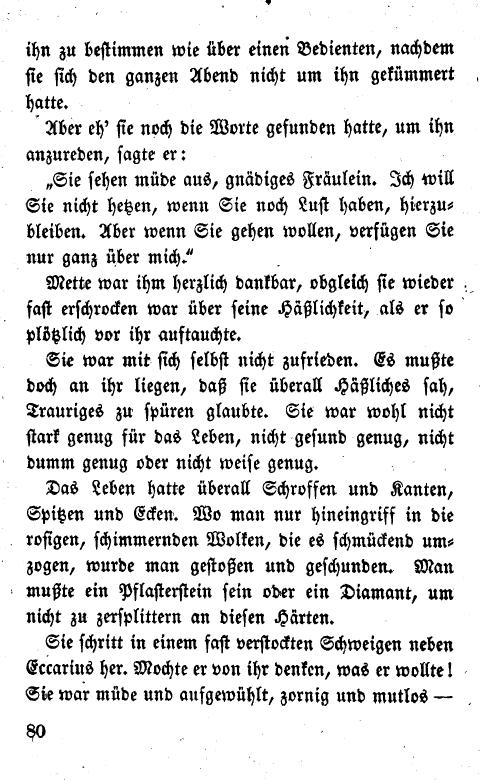 ihn zu bestimmen wie über einen Bedienten, nachdem
sie sich den ganzen Abend nicht um ihn gekümmert
hatte.
Aber eh' sie noch die Worte gefunden hatte, um ihn
anzureden, sagte er:
„Sie sehen müde aus, gnädiges Fräulein. Ich will
Sie nicht hetzen, wenn Sie noch Lust haben, hierzu-
bleiben. Aber wenn Sie gehen wollen, verfügen Sie
nur ganz über mich.“
Mette war ihm herzlich dankbar, obgleich sie wieder
fast erschrocken war über seine Häßlichkeit, als er so
plötzlich vor ihr auftauchte.
Sie war mit sich selbst nicht zufrieden. Es mußte
doch an ihr liegen, daß sie überall Häßliches sah,
Trauriges zu spüren glaubte. Sie war wohl nicht
stark genug für das Leben, nicht gesund genug, nicht
dumm genug oder nicht weise genug.
Das Leben hatte überall Schroffen und Kanten,
Spitzen und Ecken. Wo man nur hineingriff in die
rosigen, schimmernden Wolken, die es schmückend um-
zogen, wurde man gestoßen und geschunden. Man
mußte ein Pflasterstein sein oder ein Diamant, um
nicht zu zersplittern an diesen Härten.
Sie schritt in einem fast verstockten Schweigen neben
Eccarius her. Mochte er von ihr denken, was er wollte!
Sie war müde und aufgewühlt, zornig und mutlos —
80